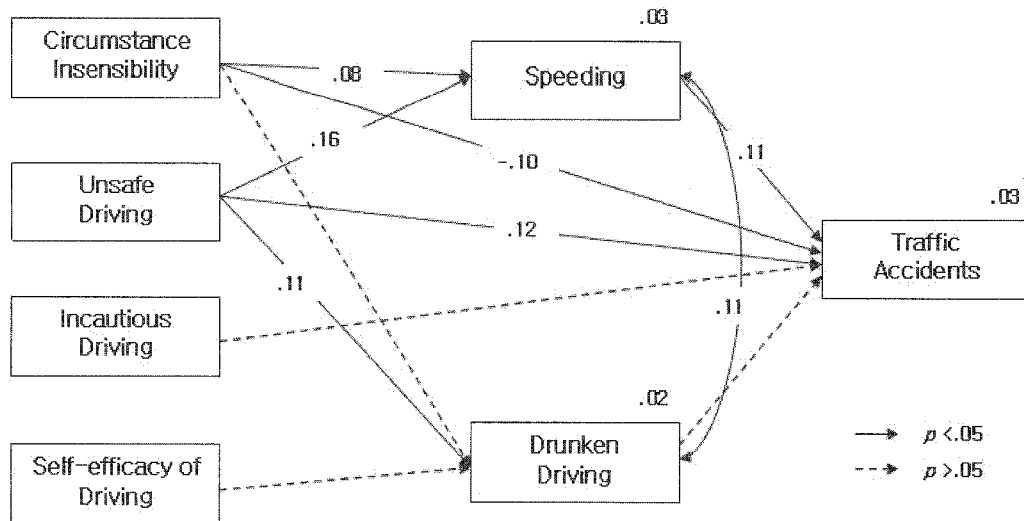 .03
Circumstance
Insensibility
Speeding
.08
.16
-.10
.11
Unsafe
Driving
.03
.12
Traffic
Accidents
.11
Incautious
Driving
.11
.02
Drunken
Driving
p <.05
p >.05
Self-efficacy of
Driving